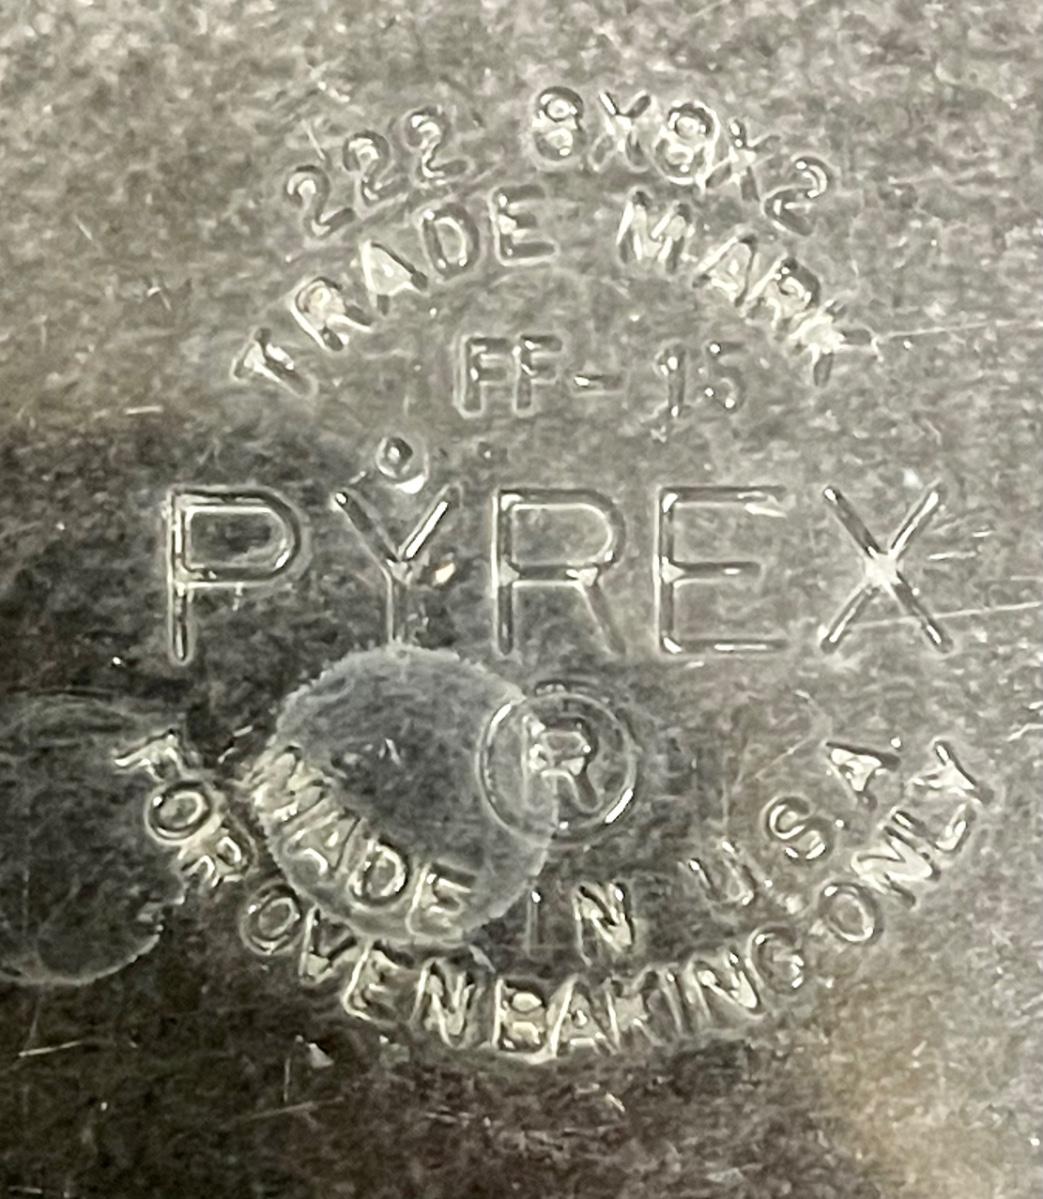 222 8X8X2
TRADE MARK
FF-15
PYREX
®
MADE IN U S A
FOR OVEN BAKING ONLY